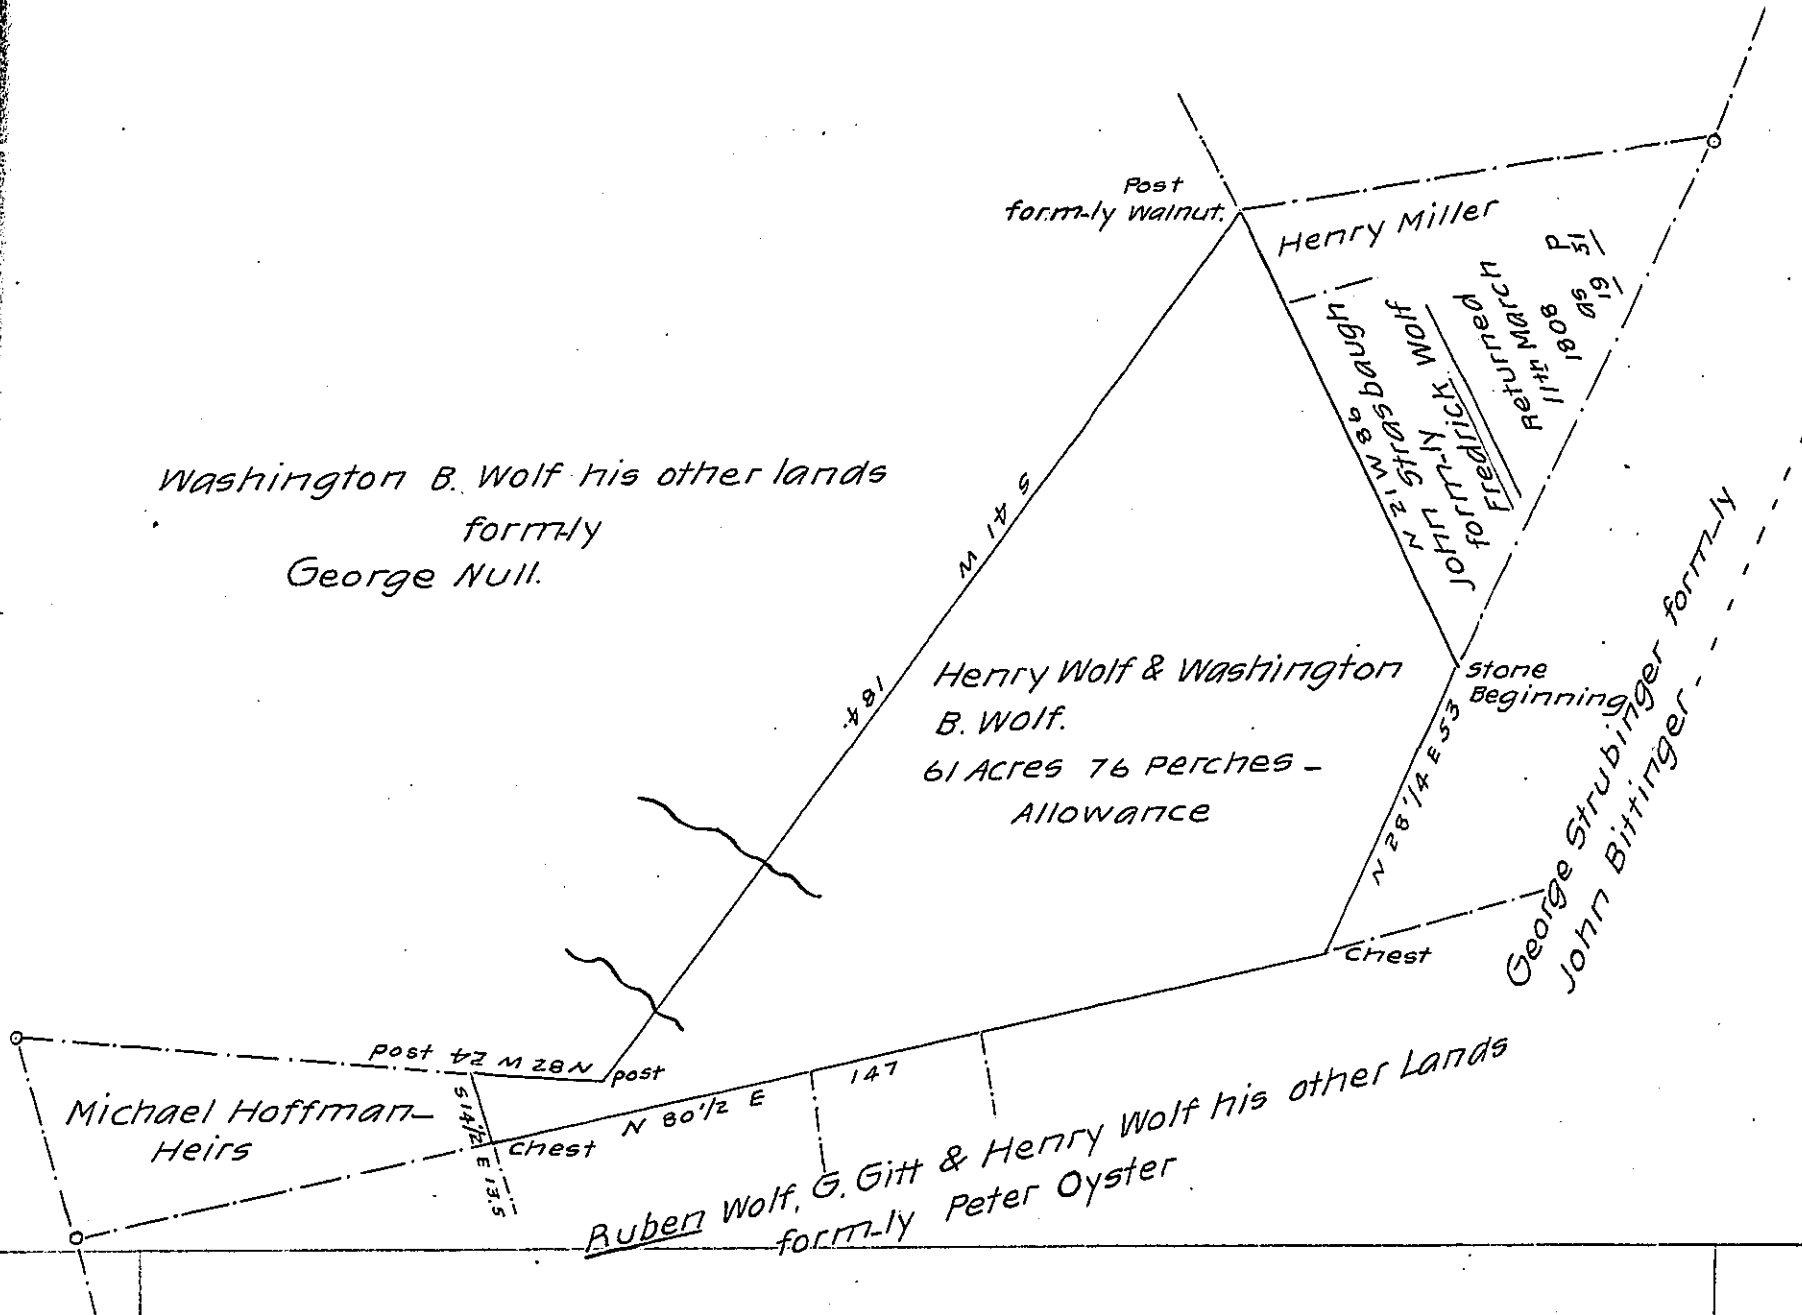 Post
form-ly Walnut.
Henry Miller
N 21 W 86
John Strasbaugh
form-ly
Fredrick Wolf
Returned
11th March
1808
as P
19/ 51/
Washington B. Wolf his other lands
form-ly
George Null.
S 41 W
184.
Henry Wolf & Washington
B. Wolf.
61 Acres 76 Perches -
Allowance
Stone
Beginning
N 28 1/4 E 53
Chest
George Strubinger form-ly
John Bittinger
Post
N 82 W 24
Post
Michael Hoffman-
Heirs
S 14 1/2 E 13.5
Chest
N 80 1/2 E
147
Ruben Wolf, G. Gitt & Henry Wolf his other Lands
form-ly Peter Oyster